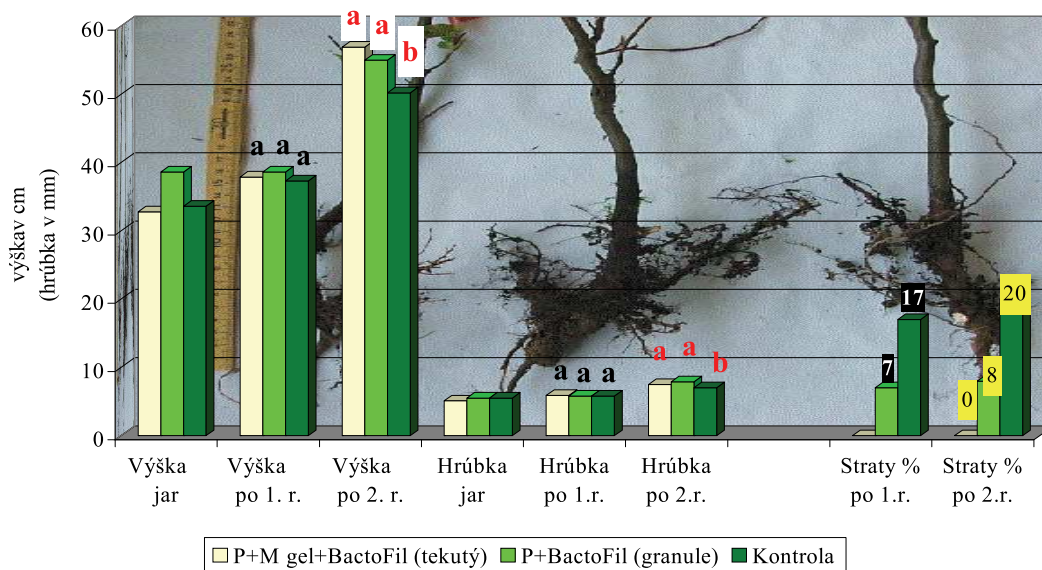 výškav cm
(hrúbka v mm)
60
50
40
30
20
10
0
a a b
a a a
a a a
a a b
7
17
0
8
20
Výška
jar
Výška
po 1. r.
Výška
po 2. r.
Hrúbka
jar
Hrúbka
po 1.r.
Hrúbka
po 2.r.
Straty %
po 1.r.
Straty %
po 2.r.
P+M gel+BactoFil (tekutý) P+BactoFil (granule) Kontrola